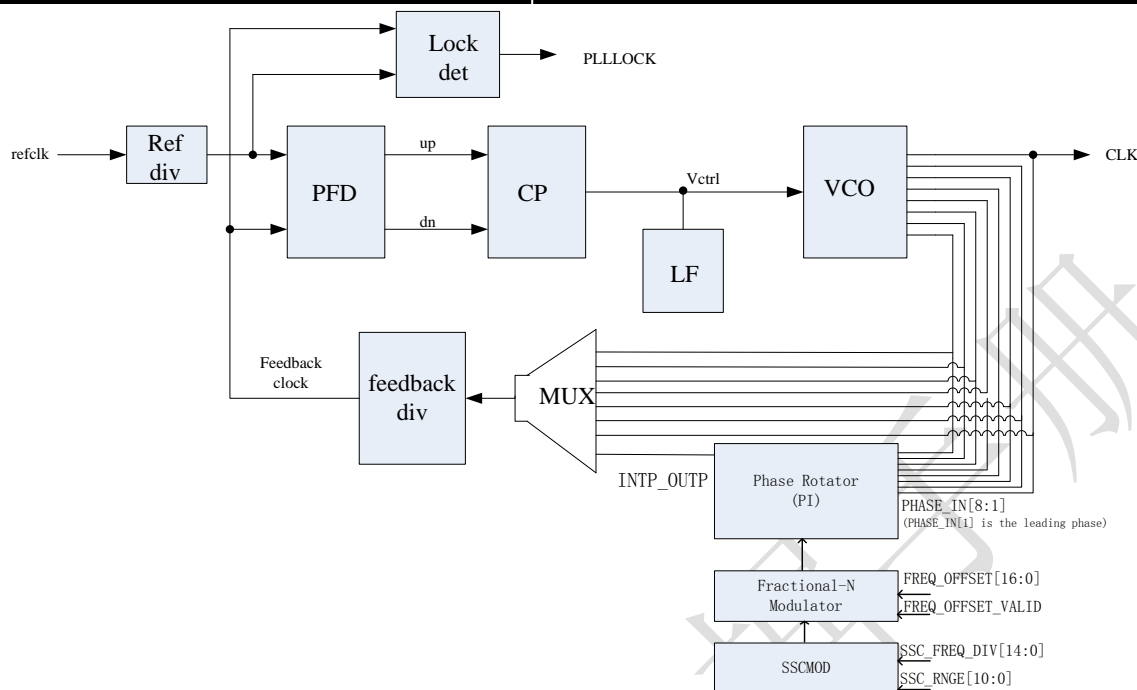 Lock
det
PLLLOCK
refclk
Ref
div
PFD
up
dn
CP
Vctrl
LF
VCO
CLK
Feedback
clock
feedback
div
MUX
INTP_OUTP
Phase Rotator
(PI)
PHASE_IN[8:1]
(PHASE_IN[1] is the leading phase)
Fractional-N
Modulator
FREQ_OFFSET[16:0]
FREQ_OFFSET_VALID
SSCMOD
SSC_FREQ_DIV[14:0]
SSC_RNGE[10:0]
手册